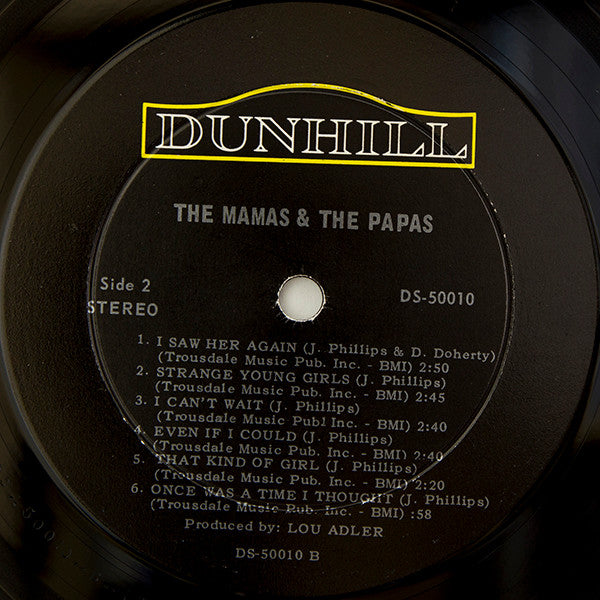 DUNHILL
THE MAMAS & THE PAPAS
Side 2
STEREO
DS-50010
1. I SAW HER AGAIN (J. Phillips & D. Doherty)
(Trousdale Music Pub. Inc. - BMI) 2:50
2. STRANGE YOUNG GIRLS (J. Phillips)
(Trousdale Music Pub. Inc. - BMI) 2:45
3. I CAN'T WAIT (J. Phillips)
(Trousdale Music Publ Inc. - BMI) 2:40
4. EVEN IF I COULD (J. Phillips)
(Trousdale Music Pub. Inc. - BMI) 2:40
5. THAT KIND OF GIRL (J. Phillips)
(Trousdale Music Pub. Inc. - BMI) 2:20
6. ONCE WAS A TIME I THOUGHT (J. Phillips)
(Trousdale Music Pub. Inc. - BMI) :58
Produced by: LOU ADLER
DS-50010 B